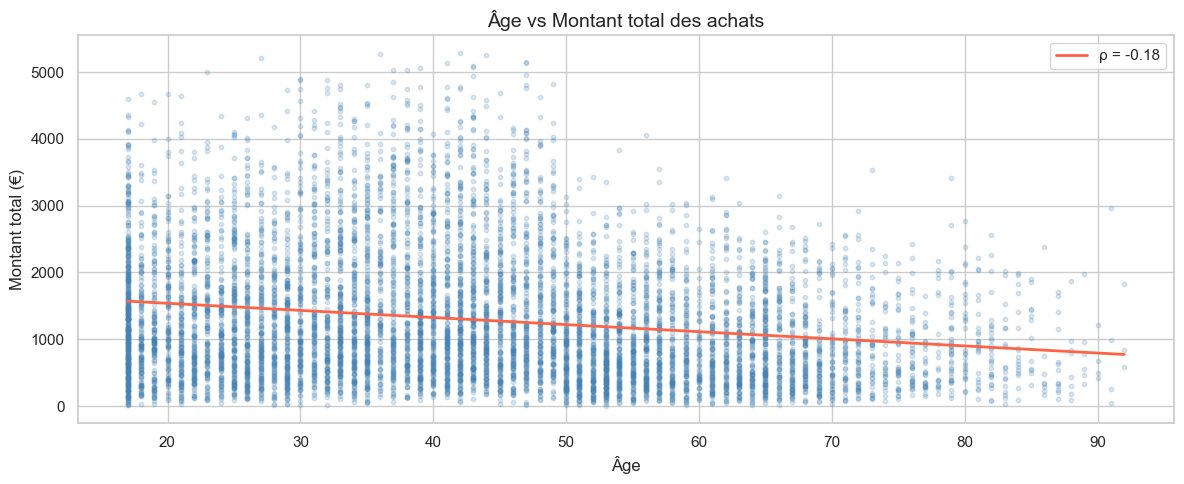 Âge vs Montant total des achats
ρ = -0.18
Montant total (€)
5000
4000
3000
2000
1000
0
20 30 40 50 60 70 80 90
Âge